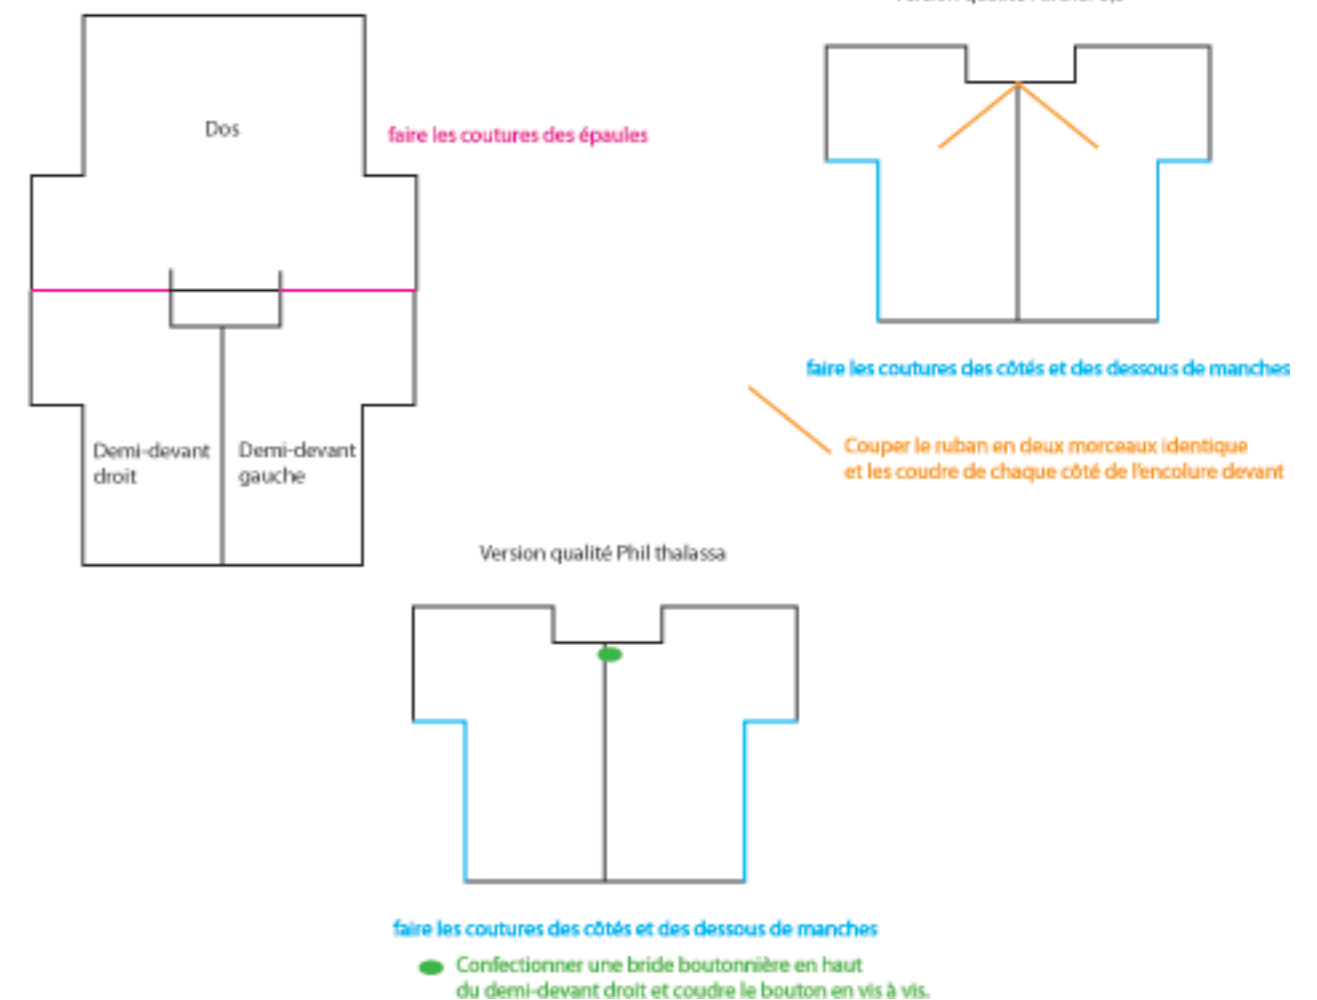 Dos
faire les coutures des épaules
Demi-devant
droit
Demi-devant
gauche
faire les coutures des côtés et des dessous de manches
Couper le ruban en deux morceaux identique
et les coudre de chaque côté de l'encolure devant
Version qualité Phil thalassa
faire les coutures des côtés et des dessous de manches
Confectionner une bride boutonnière en haut
du demi-devant droit et coudre le bouton en vis à vis.